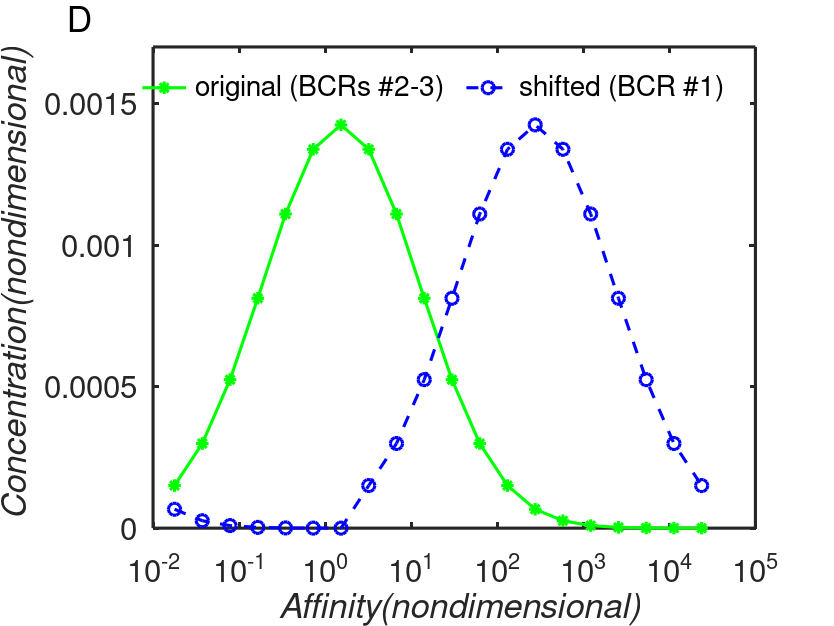 D
original (BCRs #2-3) shifted (BCR #1)
0.0015
0.001
0.0005
0
Concentration(nondimensional)
10-2 10-1 100 101 102 103 104 105
Affinity(nondimensional)